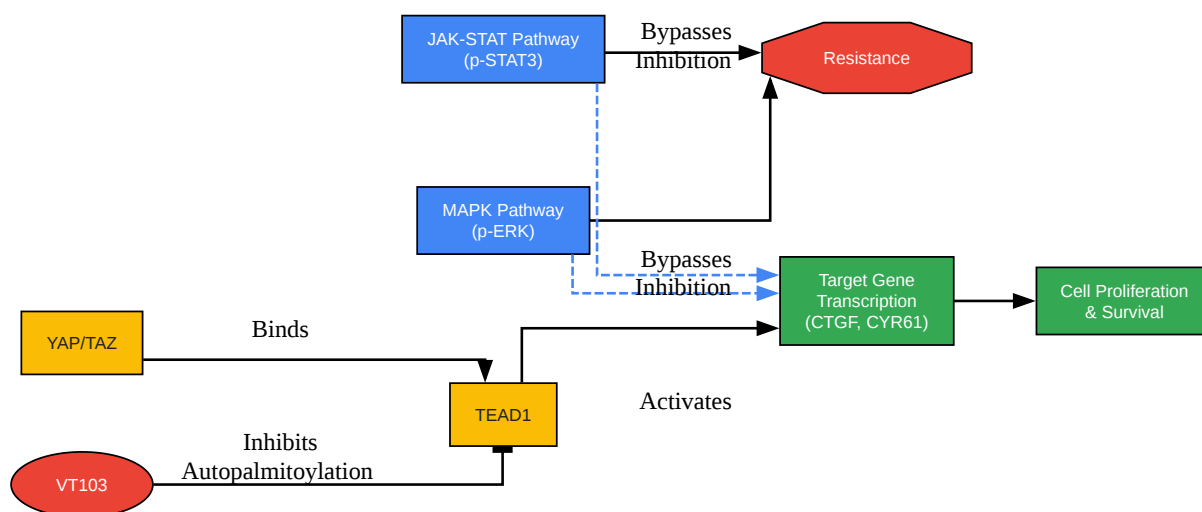 JAK-STAT Pathway
(p-STAT3)
Bypasses
Inhibition
Resistance
MAPK Pathway
(p-ERK)
Bypasses
Inhibition
Target Gene
Transcription
(CTGF, CYR61)
Cell Proliferation
& Survival
YAP/TAZ
Binds
TEAD1
Activates
Inhibits
Autopalmitoylation
VT103